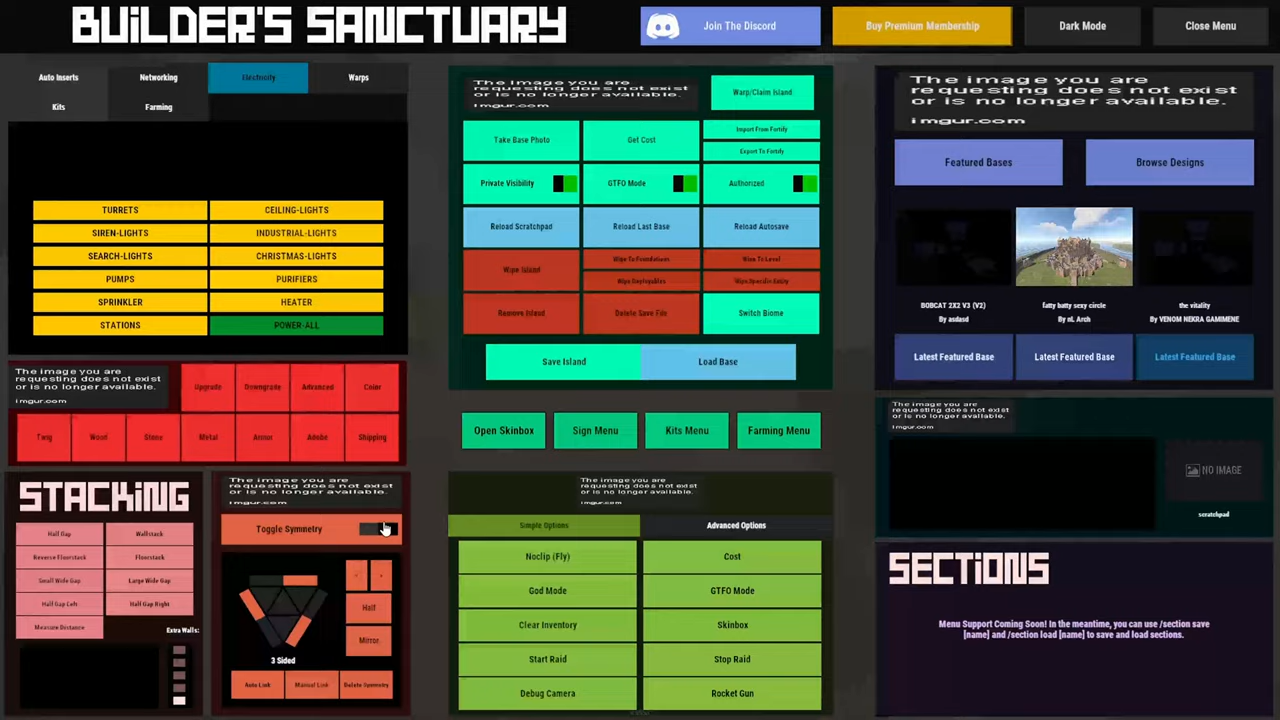 BUILDER'S SANCTUARY
Join The Discord
Buy Premium Membership
Dark Mode
Close Menu
Auto Inserts
Networking
Electricity
Warps
Kits
Farming
TURRETS
CEILING-LIGHTS
SIREN-LIGHTS
INDUSTRIAL-LIGHTS
SEARCH-LIGHTS
CHRISTMAS-LIGHTS
PUMPS
PURIFIERS
SPRINKLER
HEATER
STATIONS
POWER-ALL
The image you are
requesting does not exist
or is no longer available.
imgur.com
Upgrade
Downgrade
Advanced
Color
Twig
Wood
Stone
Metal
Armor
Adobe
Shipping
STACKING
Half Gap
Wallstack
Reverse Floorstack
Floorstack
Small Wide Gap
Large Wide Gap
Half Gap Left
Half Gap Right
Measure Distance
Extra Walls:
The image you are
requesting does not exist
or is no longer available.
imgur.com
Toggle Symmetry
Half
Mirror
3 Sided
Auto Link
Manual Link
Delete Symmetry
The image you are
requesting does not exist
or is no longer available.
imgur.com
Warp/Claim Island
Take Base Photo
Get Cost
Import From Fortify
Export To Fortify
Private Visibility
GTFO Mode
Authorized
Reload Scratchpad
Reload Last Base
Reload Autosave
Wipe Island
Wipe To Foundations
Wipe To Level
Wipe Deployables
Wipe Specific Entity
Remove Island
Delete Save File
Switch Biome
Save Island
Load Base
Open Skinbox
Sign Menu
Kits Menu
Farming Menu
The image you are
requesting does not exist
or is no longer available.
imgur.com
Simple Options
Advanced Options
Noclip (Fly)
Cost
God Mode
GTFO Mode
Clear Inventory
Skinbox
Start Raid
Stop Raid
Debug Camera
Rocket Gun
The image you are
requesting does not exist
or is no longer available.
imgur.com
Featured Bases
Browse Designs
BOBCAT 2X2 V3 (V2)
By asdasd
fatty batty sexy circle
By nL Arch
the vitality
By VENOM NEKRA GAMIMENE
Latest Featured Base
Latest Featured Base
Latest Featured Base
The image you are
requesting does not exist
or is no longer available.
imgur.com
NO IMAGE
scratchpad
SECTIONS
Menu Support Coming Soon! In the meantime, you can use /section save
[name] and /section load [name] to save and load sections.